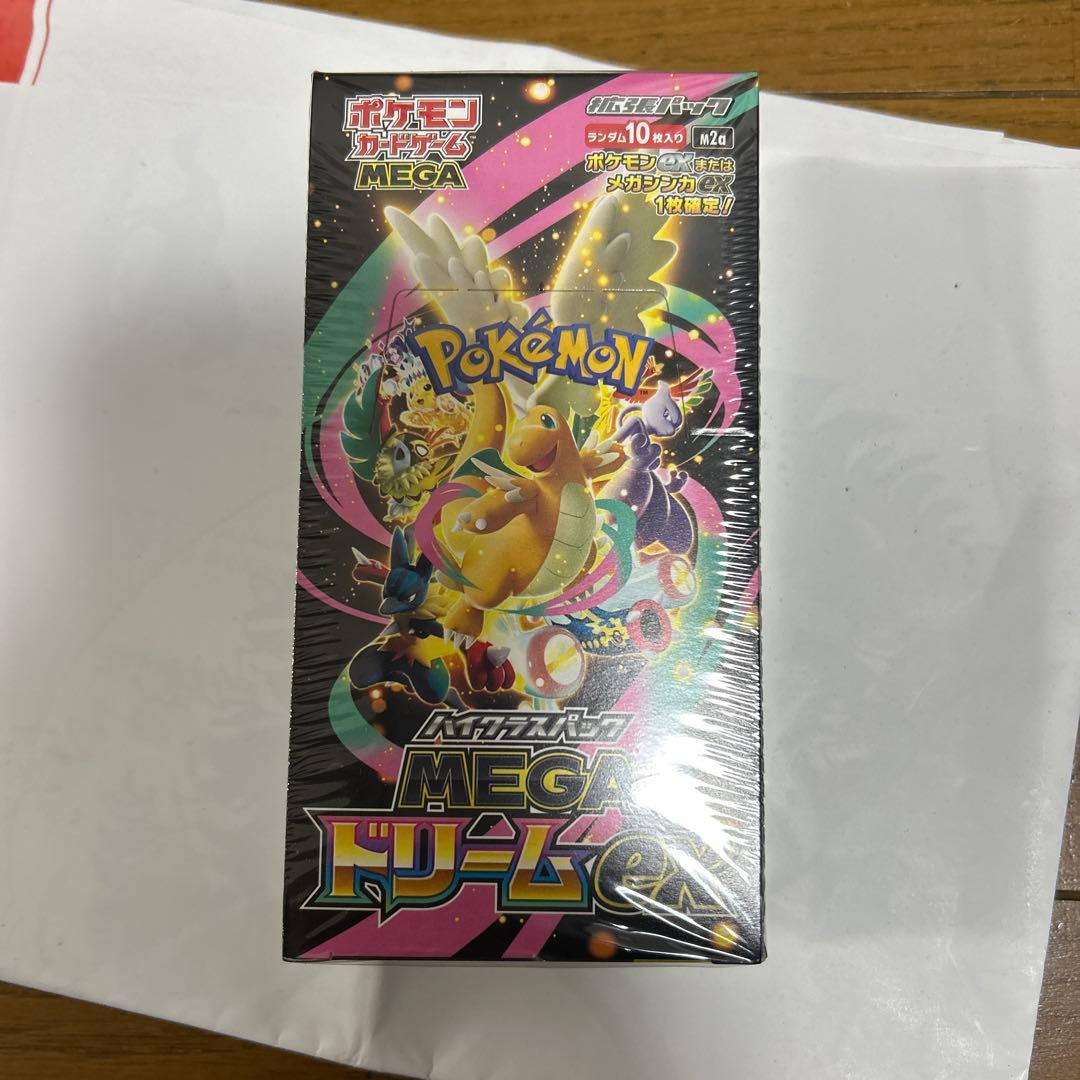 ポケモン
カードゲーム™
MEGA
拡張パック
ランダム10枚入り
M2a
ポケモンexまたは
メガシンカex
1枚確定!
POKéMON
™
ハイクラスパック
MEGA
ドリームex